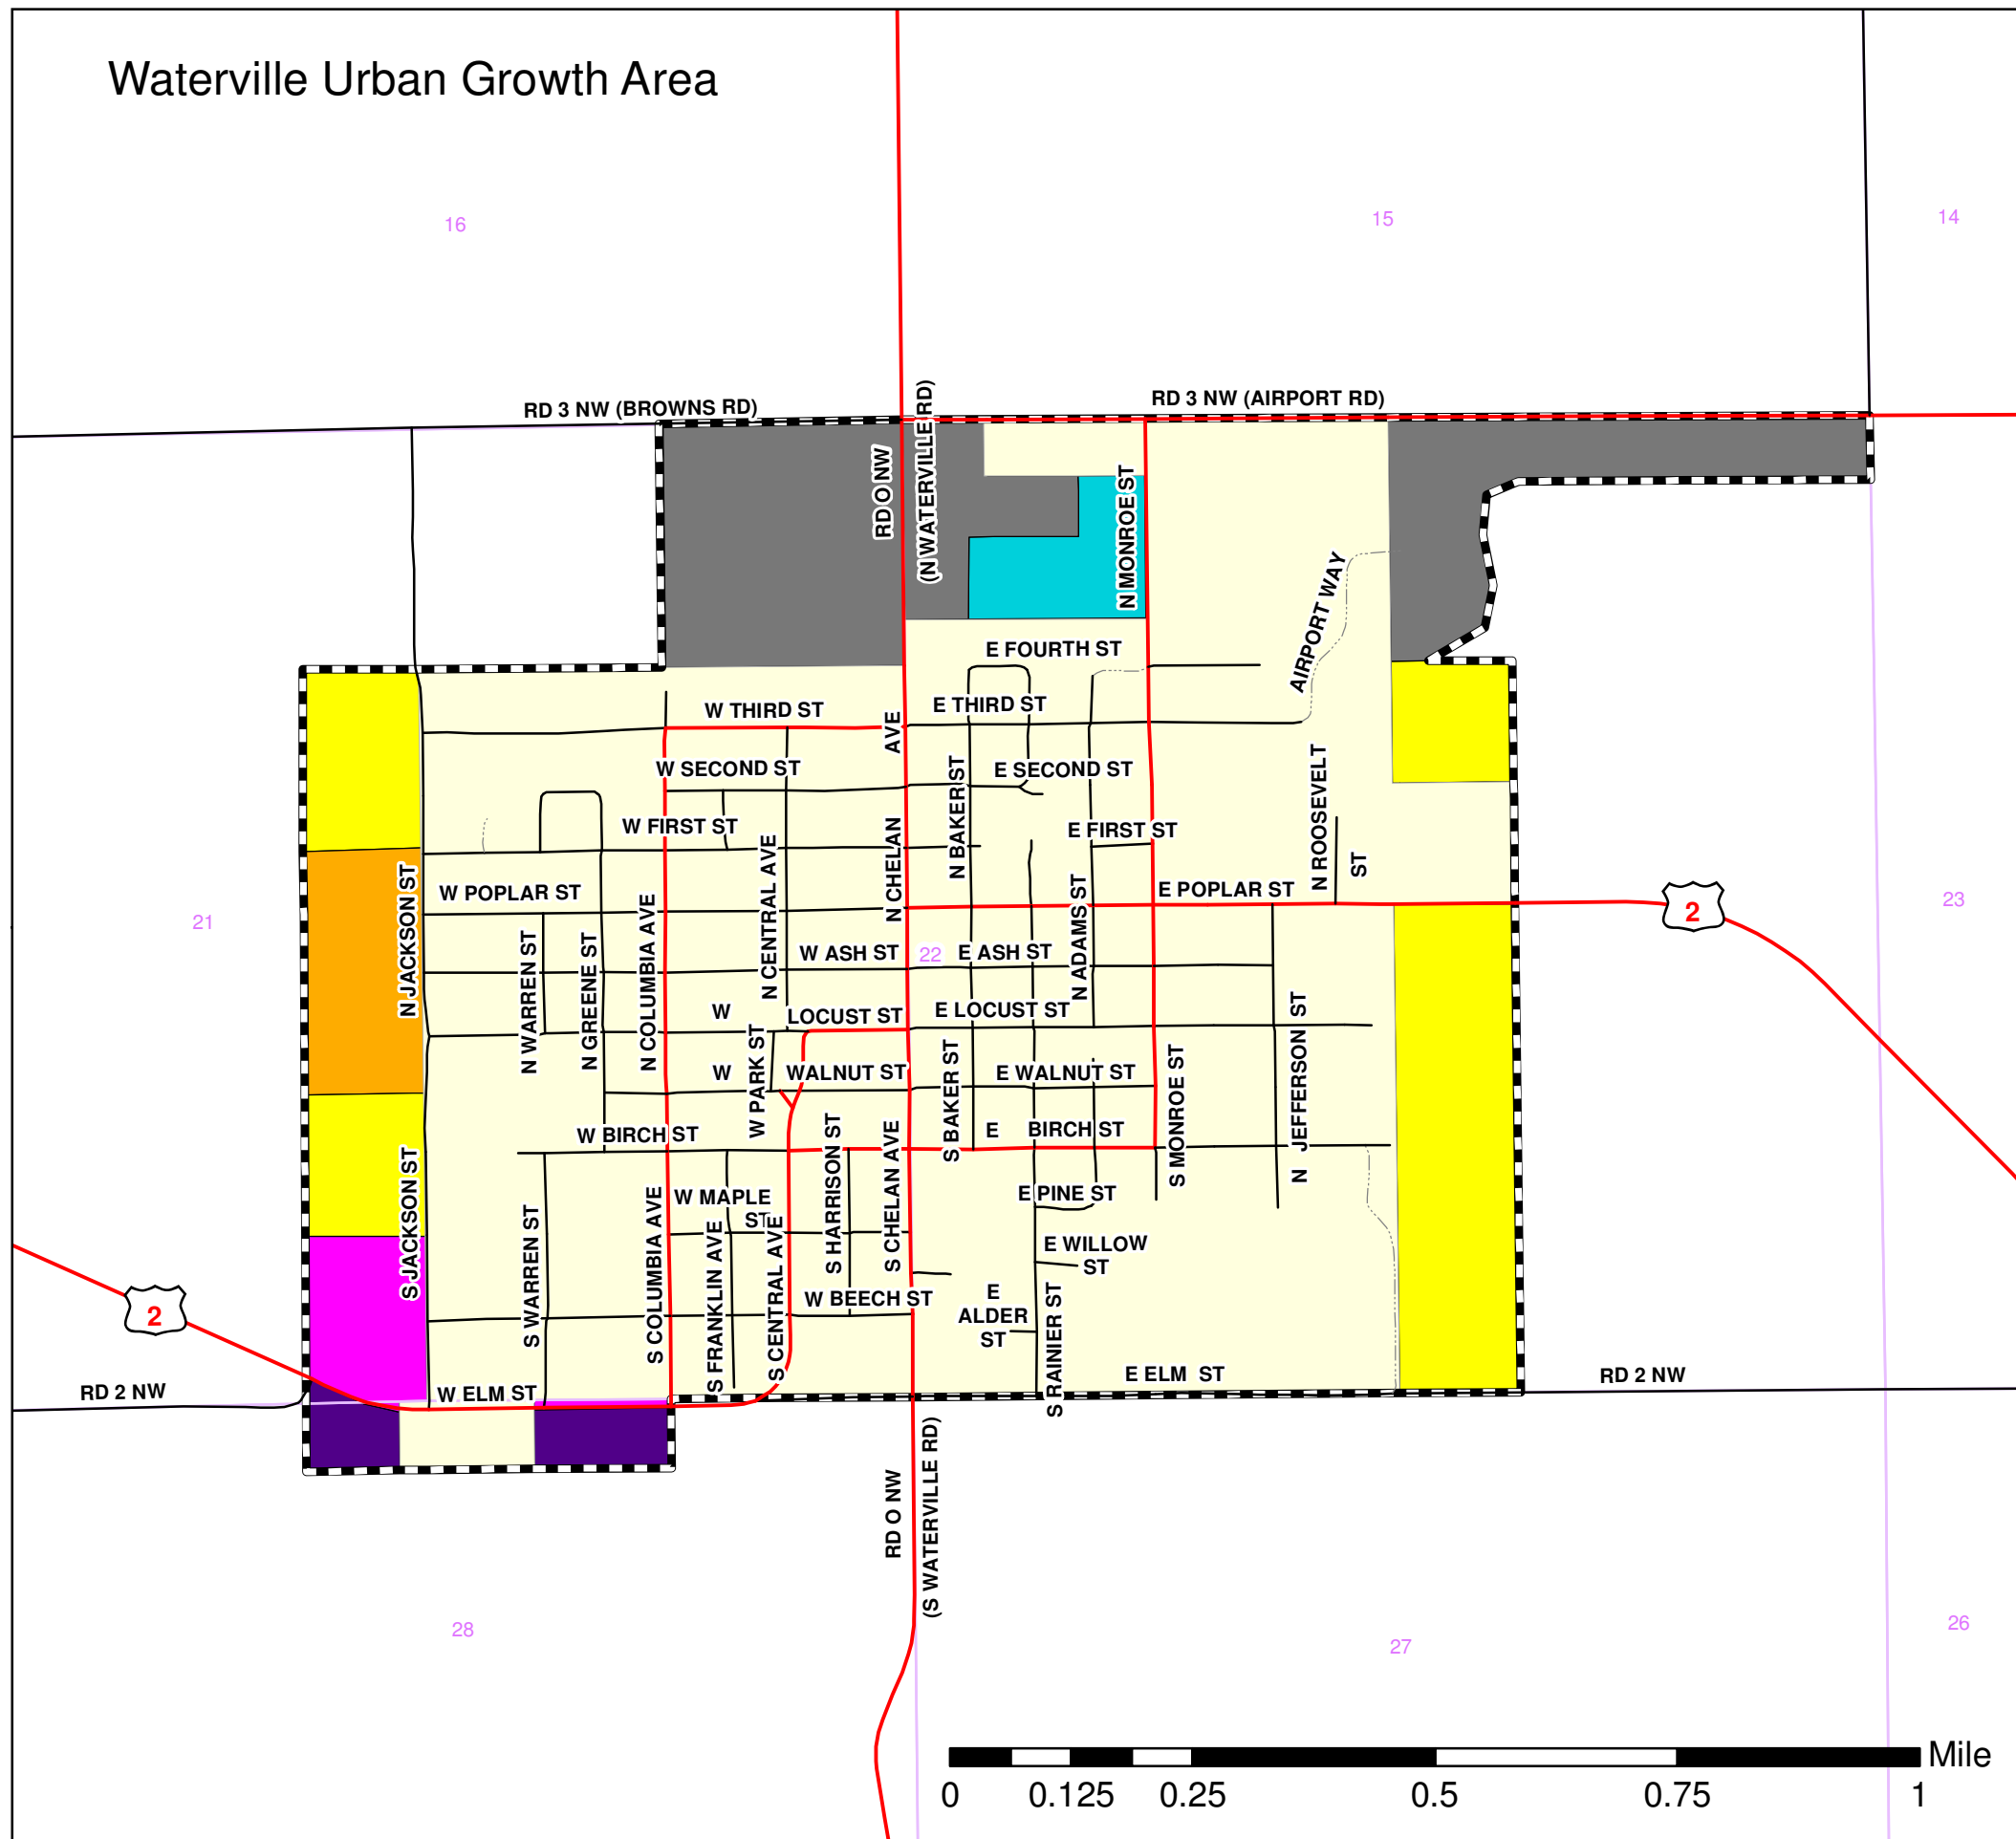 Waterville Urban Growth Area
16
15
14
RD 3 NW (BROWNS RD)
RD 3 NW (AIRPORT RD)
RD O NW
(N WATERVILLE RD)
N MONROE ST
AIRPORT WAY
E FOURTH ST
W THIRD ST
AVE
E THIRD ST
W SECOND ST
E SECOND ST
N BAKER ST
N ROOSEVELT
ST
W FIRST ST
E FIRST ST
N CHELAN
N CENTRAL AVE
W POPLAR ST
E POPLAR ST
N JACKSON ST
N COLUMBIA AVE
N ADAMS ST
2
21
23
N WARREN ST
N GREENE ST
W ASH ST
22
E ASH ST
W
LOCUST ST
E LOCUST ST
N JEFFERSON ST
W
WALNUT ST
E WALNUT ST
W PARK ST
S BAKER ST
S MONROE ST
W BIRCH ST
E
BIRCH ST
S HARRISON ST
S CHELAN AVE
S JACKSON ST
W MAPLE
ST
E PINE ST
S WARREN ST
S COLUMBIA AVE
S FRANKLIN AVE
S CENTRAL AVE
E WILLOW
ST
W BEECH ST
E
ALDER
ST
S RAINIER ST
2
RD 2 NW
W ELM ST
E ELM ST
RD 2 NW
RD O NW
(S WATERVILLE RD)
28
27
26
Mile
0
0.125
0.25
0.5
0.75
1